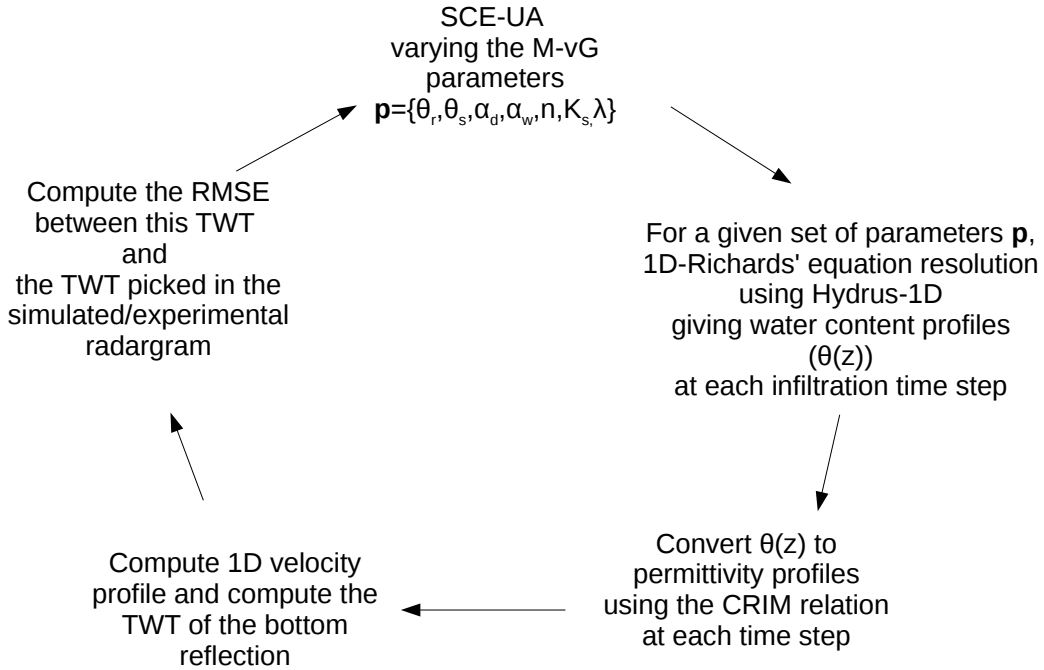 SCE-UA
varying the M-vG
parameters
p={θr,θs,αd,αw,n,Ks,λ}
For a given set of parameters p,
1D-Richards' equation resolution
using Hydrus-1D
giving water content profiles
(θ(z))
at each infiltration time step
Convert θ(z) to
permittivity profiles
using the CRIM relation
at each time step
Compute 1D velocity
profile and compute the
TWT of the bottom
reflection
Compute the RMSE
between this TWT
and
the TWT picked in the
simulated/experimental
radargram